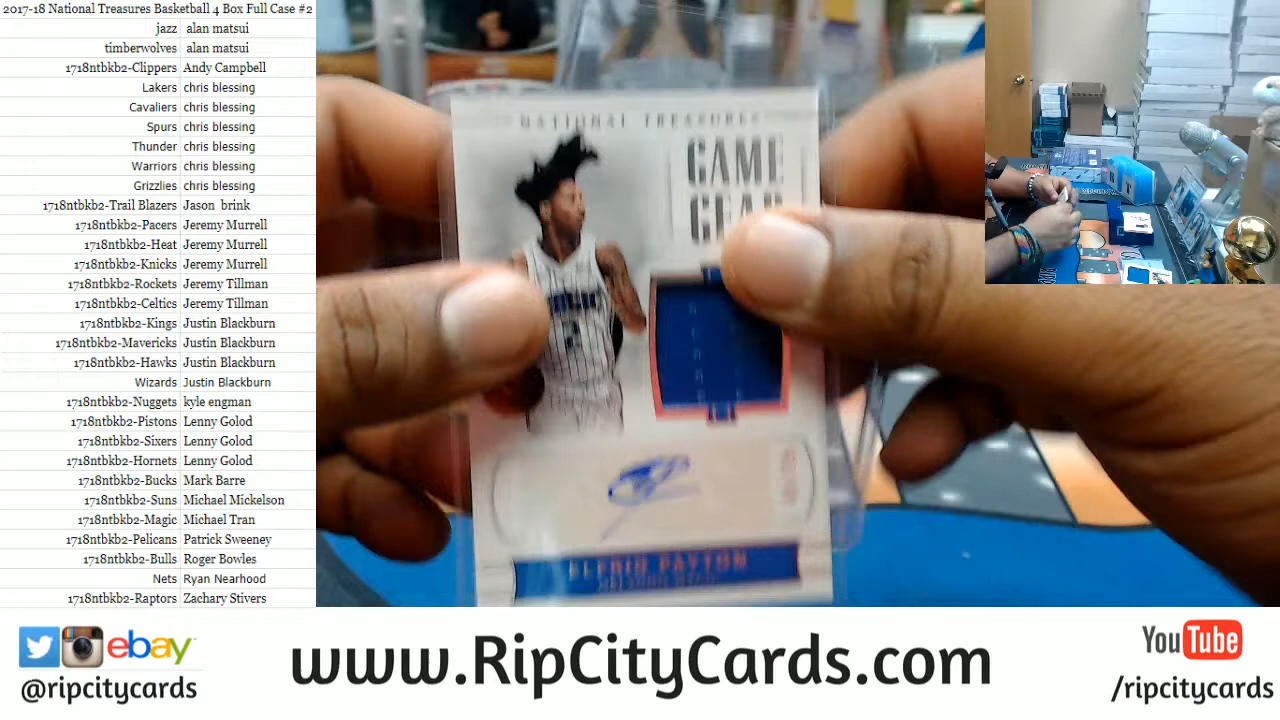 2017-18 National Treasures Basketball 4 Box Full Case #2
jazz alan matsui
timberwolves alan matsui
1718ntbkb2-Clippers Andy Campbell
Lakers chris blessing
Cavaliers chris blessing
Spurs chris blessing
Thunder chris blessing
Warriors chris blessing
Grizzlies chris blessing
1718ntbkb2-Trail Blazers Jason brink
1718ntbkb2-Pacers Jeremy Murrell
1718ntbkb2-Heat Jeremy Murrell
1718ntbkb2-Knicks Jeremy Murrell
1718ntbkb2-Rockets Jeremy Tillman
1718ntbkb2-Celtics Jeremy Tillman
1718ntbkb2-Kings Justin Blackburn
1718ntbkb2-Mavericks Justin Blackburn
1718ntbkb2-Hawks Justin Blackburn
Wizards Justin Blackburn
1718ntbkb2-Nuggets kyle engman
1718ntbkb2-Pistons Lenny Golod
1718ntbkb2-Sixers Lenny Golod
1718ntbkb2-Hornets Lenny Golod
1718ntbkb2-Bucks Mark Barre
1718ntbkb2-Suns Michael Mickelson
1718ntbkb2-Magic Michael Tran
1718ntbkb2-Pelicans Patrick Sweeney
1718ntbkb2-Bulls Roger Bowles
Nets Ryan Nearhood
1718ntbkb2-Raptors Zachary Stivers
NATIONAL TREASURES
GAME
GEAR
ELFRID PAYTON
ebay
@ripcitycards
www.RipCityCards.com
YouTube
/ripcitycards